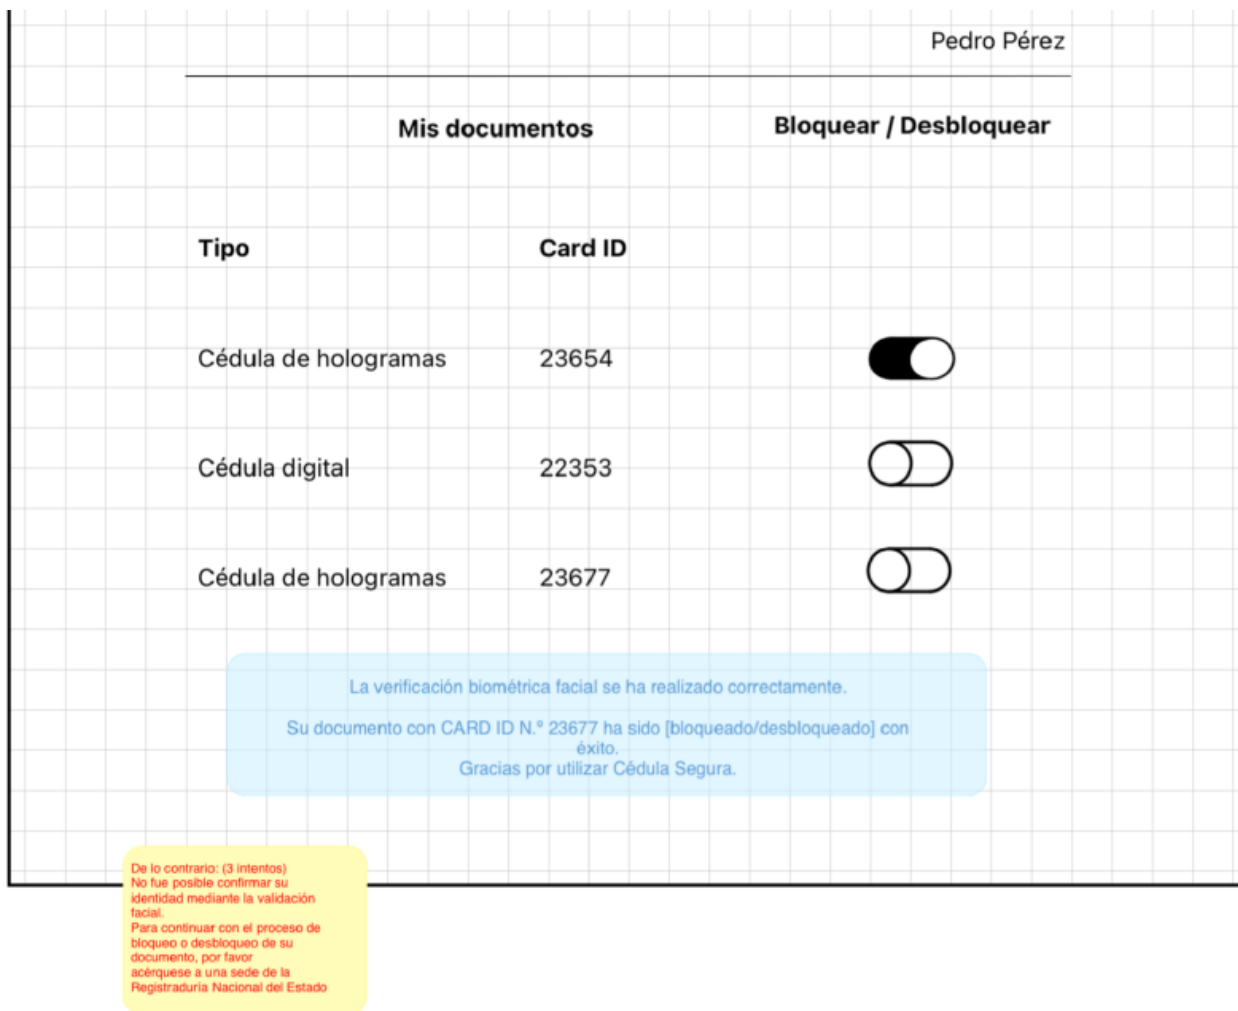 Pedro Pérez
Mis documentos
Bloquear / Desbloquear
Tipo
Card ID
Cédula de hologramas
23654
Cédula digital
22353
Cédula de hologramas
23677
La verificación biométrica facial se ha realizado correctamente.
Su documento con CARD ID N.º 23677 ha sido [bloqueado/desbloqueado] con
éxito.
Gracias por utilizar Cédula Segura.
De lo contrario: (3 intentos)
No fue posible confirmar su
identidad mediante la validación
facial.
Para continuar con el proceso de
bloqueo o desbloqueo de su
documento, por favor
acérquese a una sede de la
Registraduría Nacional del Estado